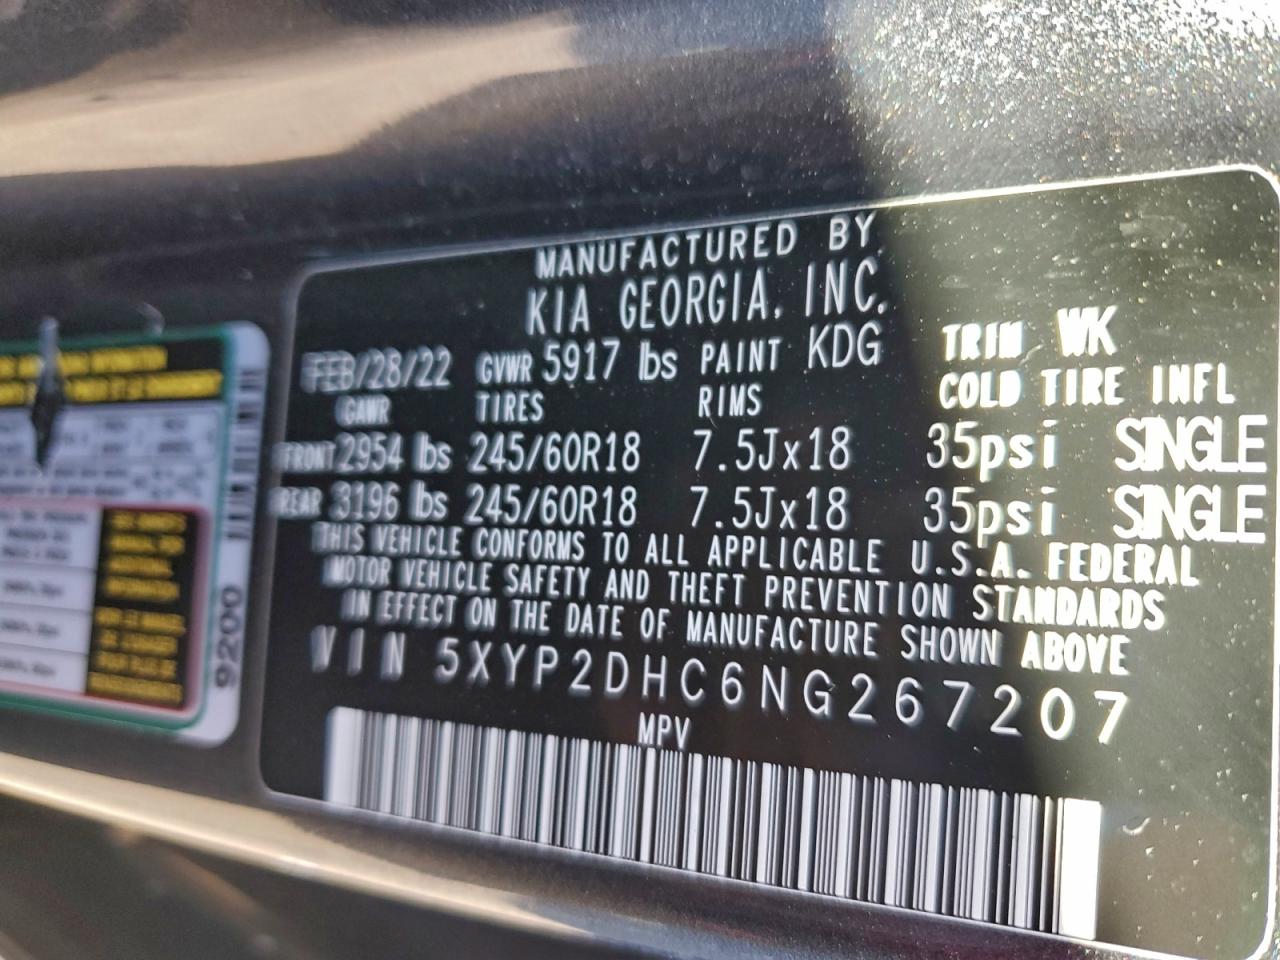 MANUFACTURED BY
KIA GEORGIA, INC.
FEB/28/22 GVWR 5917 lbs PAINT KDG TRIM WK
GAWR TIRES RIMS COLD TIRE INFL
FRONT 2954 lbs 245/60R18 7.5Jx18 35psi SINGLE
REAR 3196 lbs 245/60R18 7.5Jx18 35psi SINGLE
THIS VEHICLE CONFORMS TO ALL APPLICABLE U.S.A. FEDERAL
MOTOR VEHICLE SAFETY AND THEFT PREVENTION STANDARDS
IN EFFECT ON THE DATE OF MANUFACTURE SHOWN ABOVE
VIN 5XYP2DHC6NG267207
MPV
9200